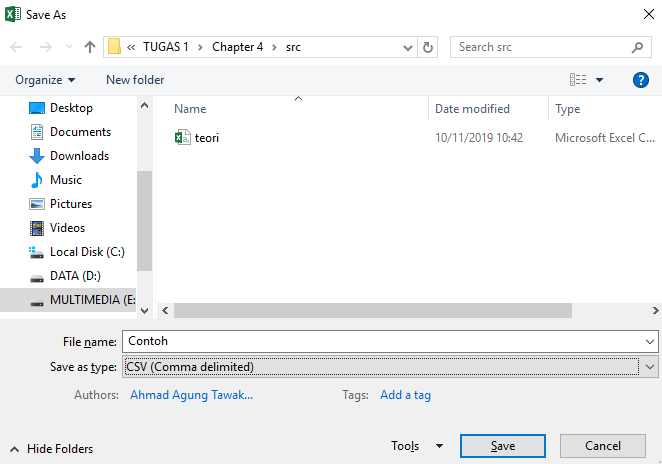 Save As
« TUGAS 1 > Chapter 4 > src
Search src
Organize
New folder
?
Desktop
Documents
Downloads
Music
Pictures
Videos
Local Disk (C:)
DATA (D:)
MULTIMEDIA (E:
Name Date modified Type
teori 10/11/2019 10:42 Microsoft Excel C...
File name: Contoh
Save as type: CSV (Comma delimited)
Authors: Ahmad Agung Tawak... Tags: Add a tag
Hide Folders
Tools Save Cancel